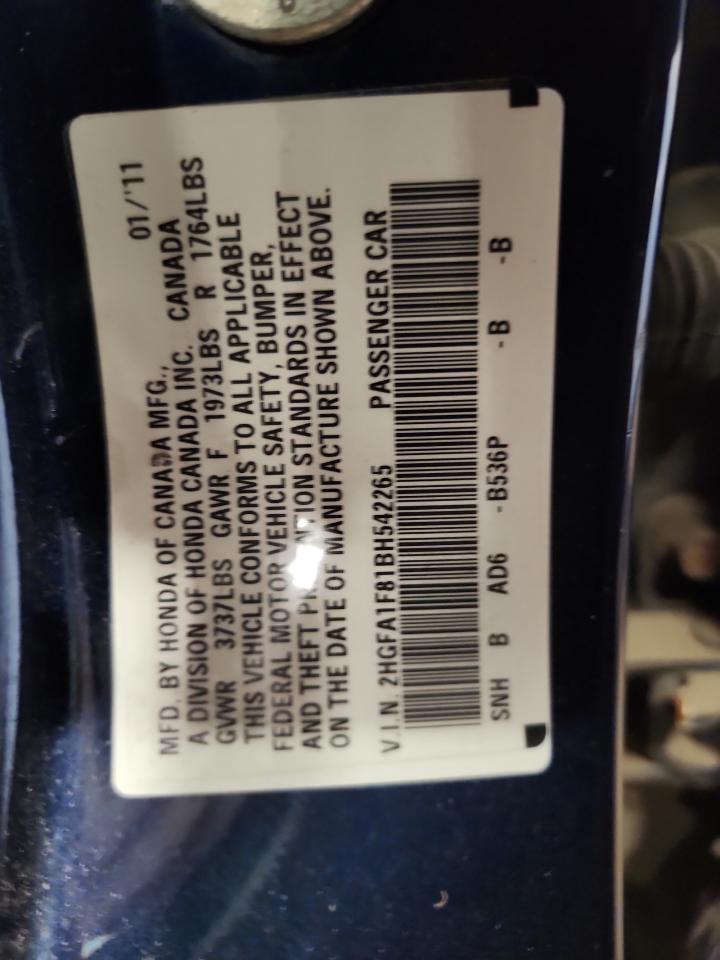 01/'11
MFD. BY HONDA OF CANADA MFG.,
A DIVISION OF HONDA CANADA INC. CANADA
GVWR 3737LBS GAWR F 1973LBS R 1764LBS
THIS VEHICLE CONFORMS TO ALL APPLICABLE
FEDERAL MOTOR VEHICLE SAFETY, BUMPER,
AND THEFT STANDARDS IN EFFECT
ON THE DATE OF MANUFACTURE SHOWN ABOVE.
V.I.N. 2HGFA1F81BH542265 PASSENGER CAR
SNH B AD6 -B536P -B -B